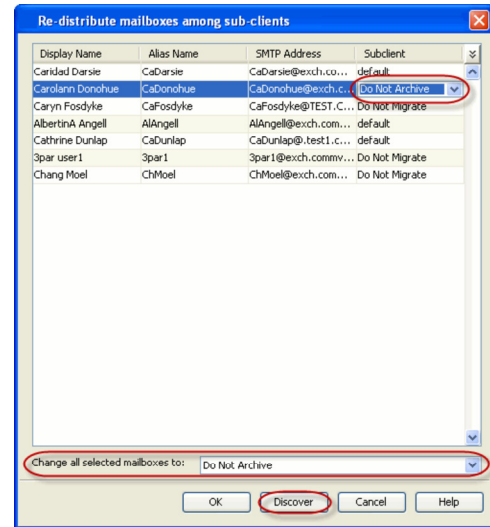 Re-distribute mailboxes among sub-clients
Display Name Alias Name SMTP Address Subclient
Caridad Darsie CaDarsie CaDarsie@exch.co... default
Carolann Donohue CaDonohue CaDonohue@exch.c... Do Not Archive
Caryn Fosdyke CaFosdyke CaFosdyke@TEST.C... Do Not Migrate
AlbertinA Angell AlAngell AlAngell@exch.com... default
Cathrine Dunlap CaDunlap CaDunlap@.test1.c... default
3par user1 3par1 3par1@exch.commv... Do Not Migrate
Chang Moel ChMoel ChMoel@exch.com... Do Not Migrate
Change all selected mailboxes to: Do Not Archive
OK Discover Cancel Help